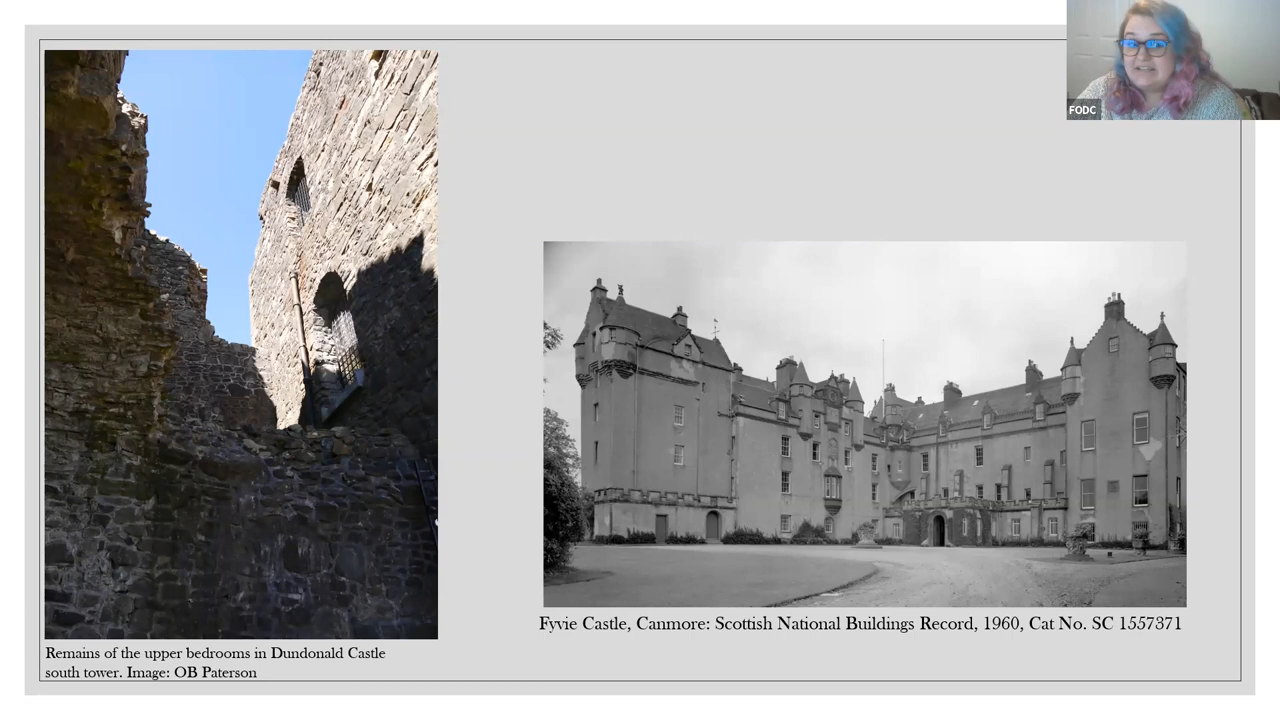 FODC
Fyvie Castle, Canmore: Scottish National Buildings Record, 1960, Cat No. SC 1557371
Remains of the upper bedrooms in Dundonald Castle
south tower. Image: OB Paterson